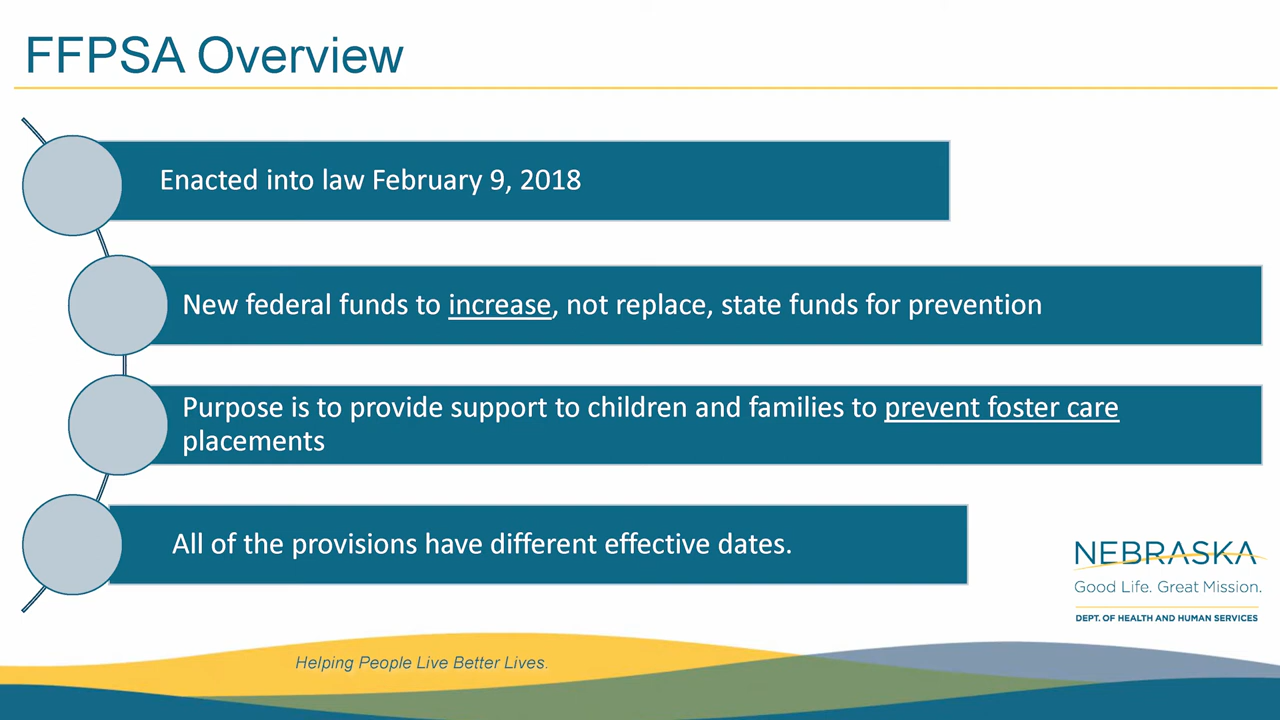 FFPSA Overview
Enacted into law February 9, 2018
New federal funds to increase, not replace, state funds for prevention
Purpose is to provide support to children and families to prevent foster care
placements
All of the provisions have different effective dates.
NEBRASKA
Good Life. Great Mission.
DEPT. OF HEALTH AND HUMAN SERVICES
Helping People Live Better Lives.